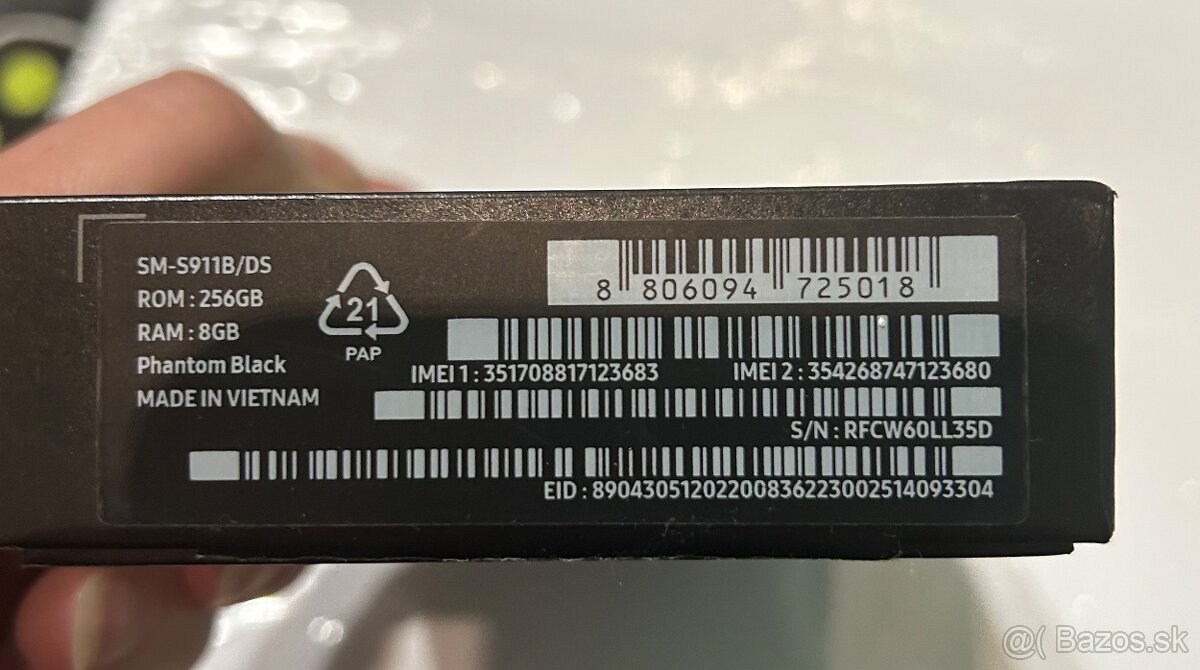 SM-S911B/DS
ROM : 256GB
RAM : 8GB
Phantom Black
MADE IN VIETNAM
21
PAP
8 806094 725018
IMEI 1 : 351708817123683
IMEI 2 : 354268747123680
S/N : RFCW60LL35D
EID : 89043051202200836223002514093304
@( Bazos.sk